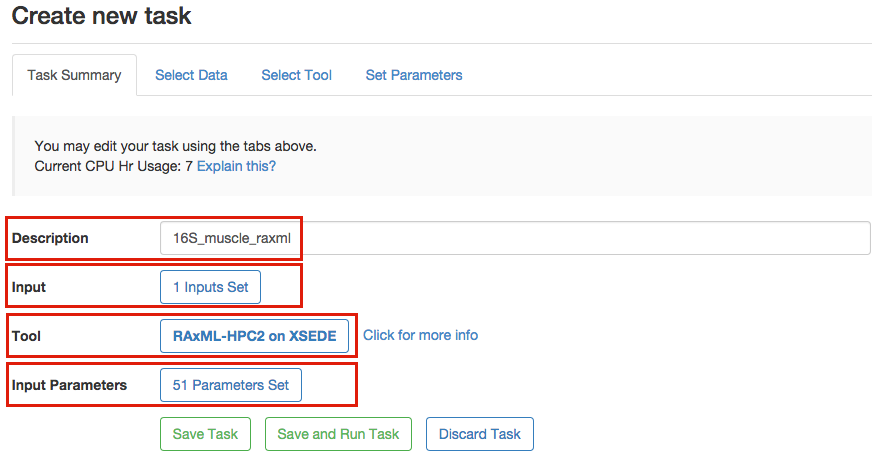 Create new task
Task Summary Select Data Select Tool Set Parameters
You may edit your task using the tabs above.
Current CPU Hr Usage: 7 Explain this?
Description 16S_muscle_raxml
Input 1 Inputs Set
Tool RAxML-HPC2 on XSEDE Click for more info
Input Parameters 51 Parameters Set
Save Task Save and Run Task Discard Task